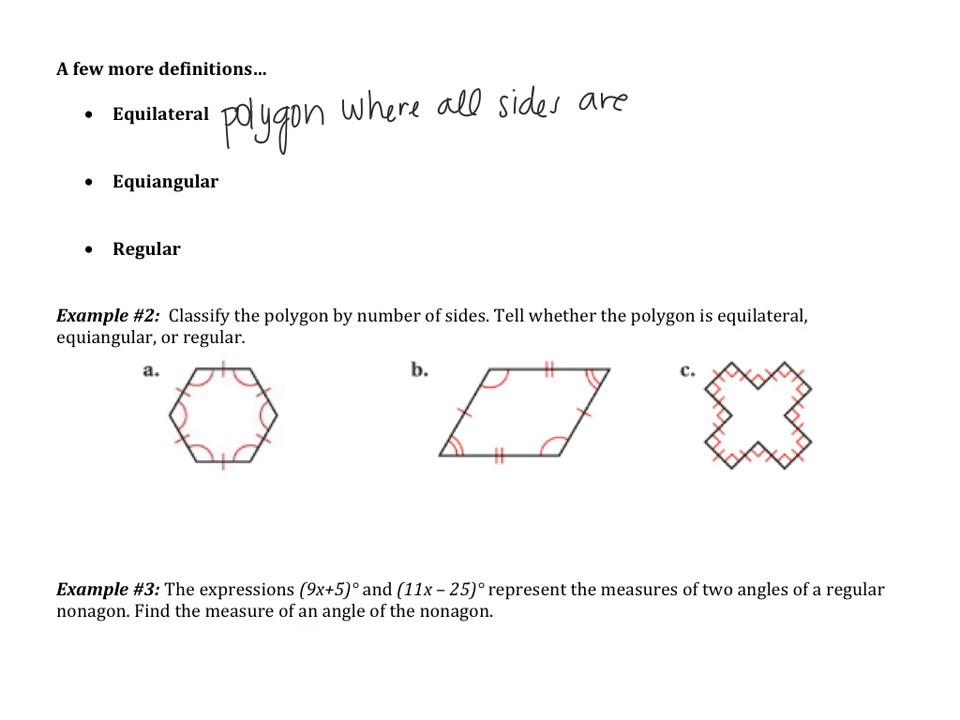 A few more definitions…
• Equilateral polygon where all sides are
• Equiangular
• Regular
Example #2: Classify the polygon by number of sides. Tell whether the polygon is equilateral,
equiangular, or regular.
a. b. c.
Example #3: The expressions (9x+5)° and (11x – 25)° represent the measures of two angles of a regular
nonagon. Find the measure of an angle of the nonagon.